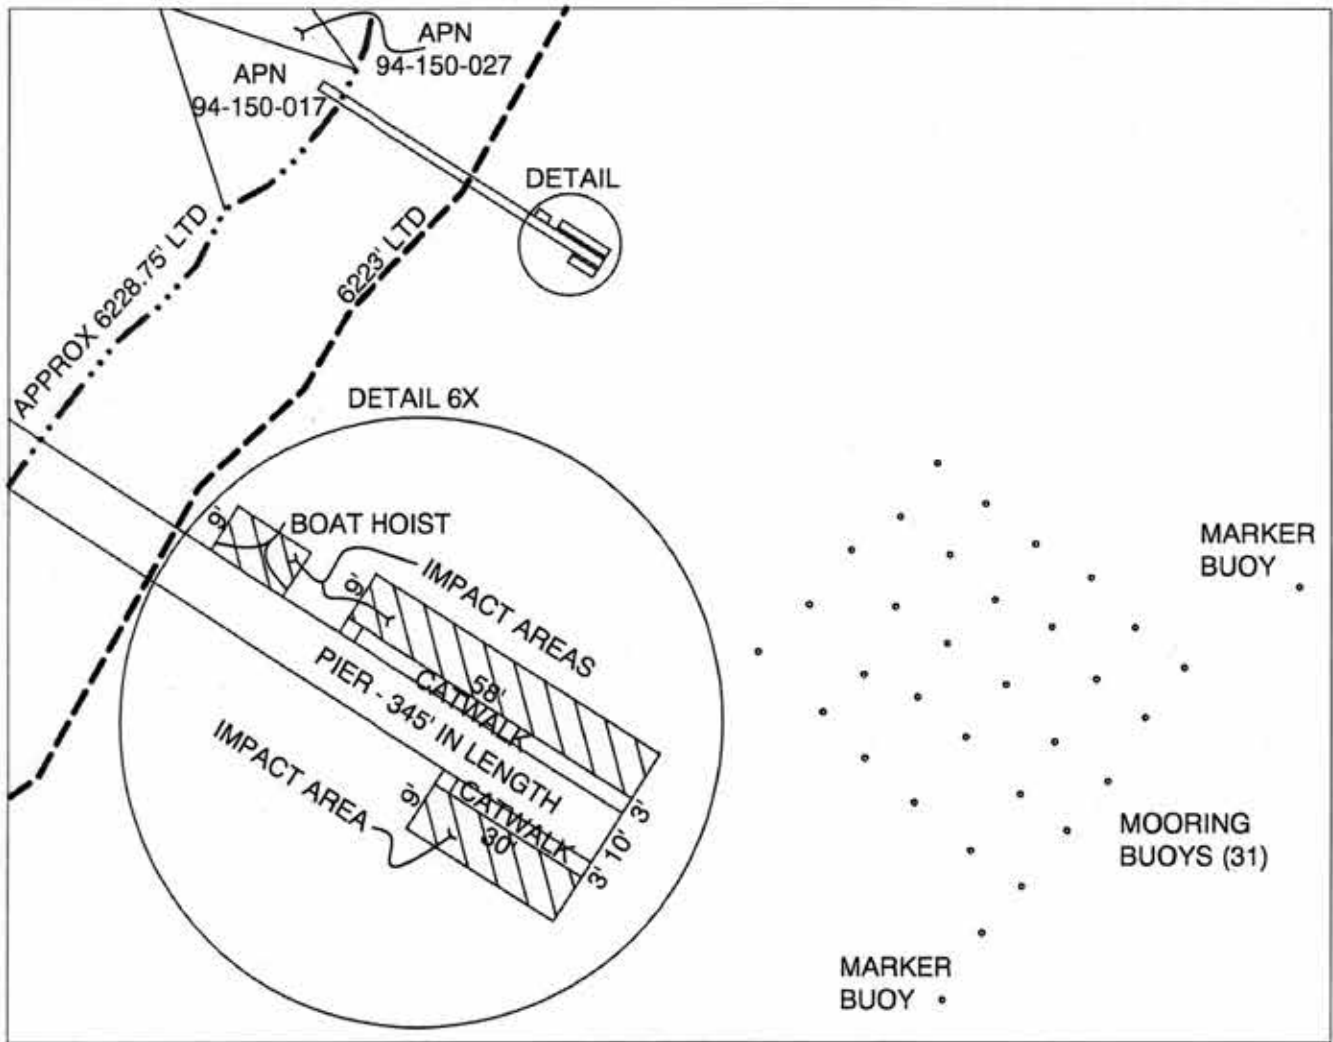 APN
94-150-027
APN
94-150-017
DETAIL
APPROX 6228.75' LTD
6223' LTD
DETAIL 6X
9'
BOAT HOIST
9'
IMPACT AREAS
58'
CATWALK
PIER - 345' IN LENGTH
IMPACT AREA
9'
CATWALK
30'
3'
10'
3'
MARKER
BUOY
MOORING
BUOYS (31)
MARKER
BUOY